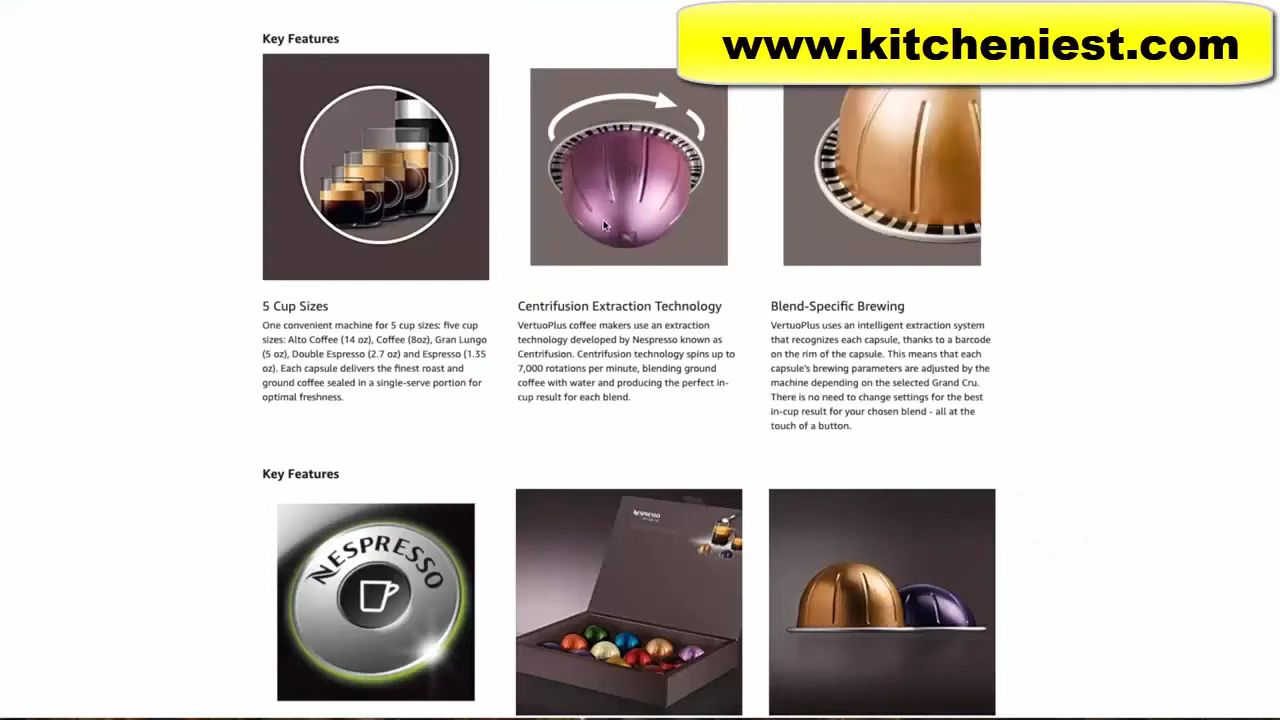 www.kitcheniest.com
Key Features
5 Cup Sizes
One convenient machine for 5 cup sizes: five cup
sizes: Alto Coffee (14 oz), Coffee (8oz), Gran Lungo
(5 oz), Double Espresso (2.7 oz) and Espresso (1.35
oz). Each capsule delivers the finest roast and
ground coffee sealed in a single-serve portion for
optimal freshness.
Centrifusion Extraction Technology
VertuoPlus coffee makers use an extraction
technology developed by Nespresso known as
Centrifusion. Centrifusion technology spins up to
7,000 rotations per minute, blending ground
coffee with water and producing the perfect in-
cup result for each blend.
Blend-Specific Brewing
VertuoPlus uses an intelligent extraction system
that recognizes each capsule, thanks to a barcode
on the rim of the capsule. This means that each
capsule's brewing parameters are adjusted by the
machine depending on the selected Grand Cru.
There is no need to change settings for the best
in-cup result for your chosen blend - all at the
touch of a button.
Key Features
NESPRESSO
NESPRESSO